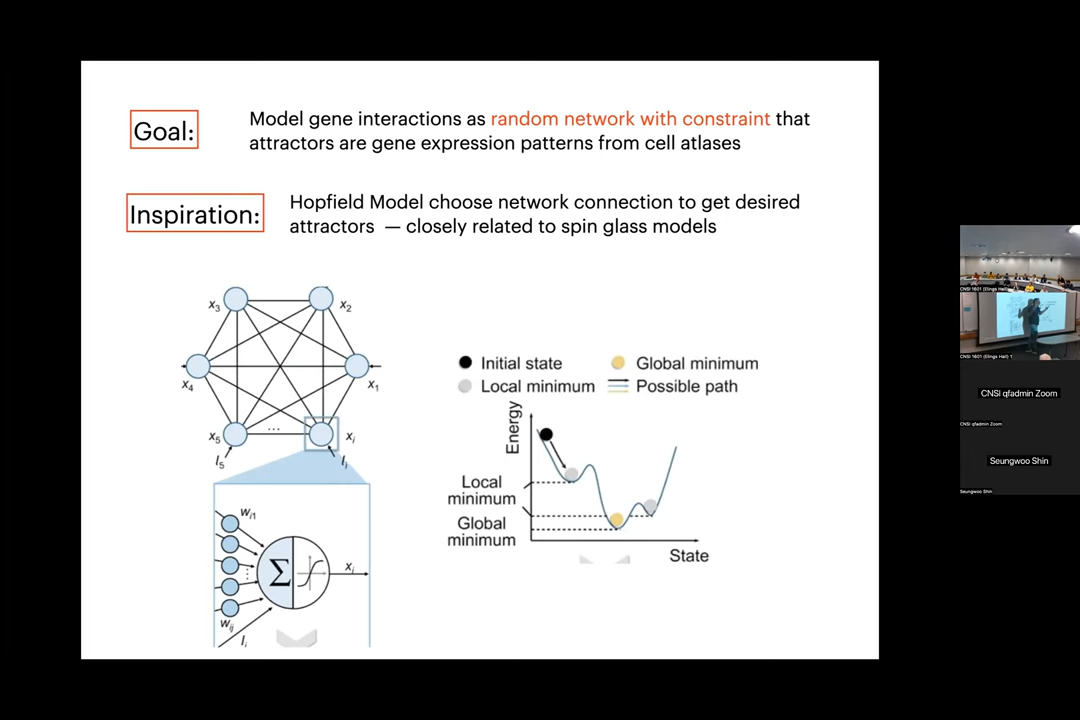 Goal:
Model gene interactions as random network with constraint that
attractors are gene expression patterns from cell atlases
Inspiration:
Hopfield Model choose network connection to get desired
attractors — closely related to spin glass models
x3
x2
x4
x1
x5
...
xi
I5
Ii
wi1
Σ
xi
wij
Ii
Initial state
Global minimum
Local minimum
Possible path
Energy
Local
minimum
Global
minimum
State
CNSI 1601 (Elings Hall)
CNSI 1601 (Elings Hall) 1
CNSI qfadmin Zoom
CNSI qfadmin Zoom
Seungwoo Shin
Seungwoo Shin